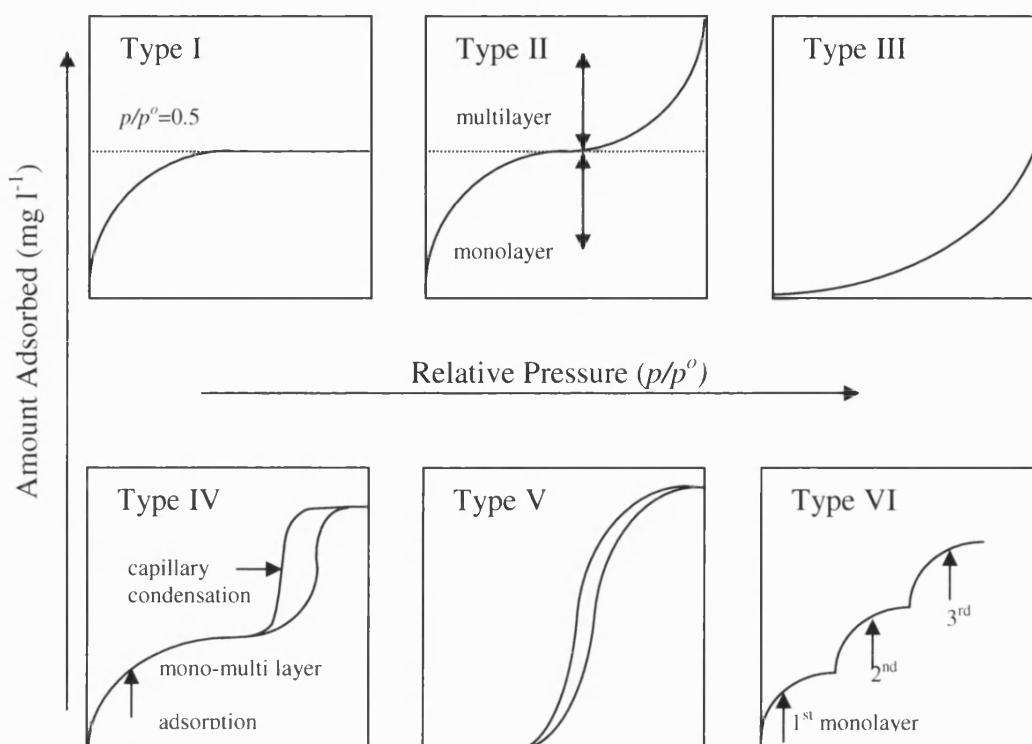 Type I
p/p° =0.5
Type II
multilayer
monolayer
Type III
Amount Adsorbed (mg l⁻¹)
Relative Pressure (p/p°)
Type IV
capillary
condensation
mono-multi layer
adsorption
Type V
Type VI
3rd
2nd
1st monolayer